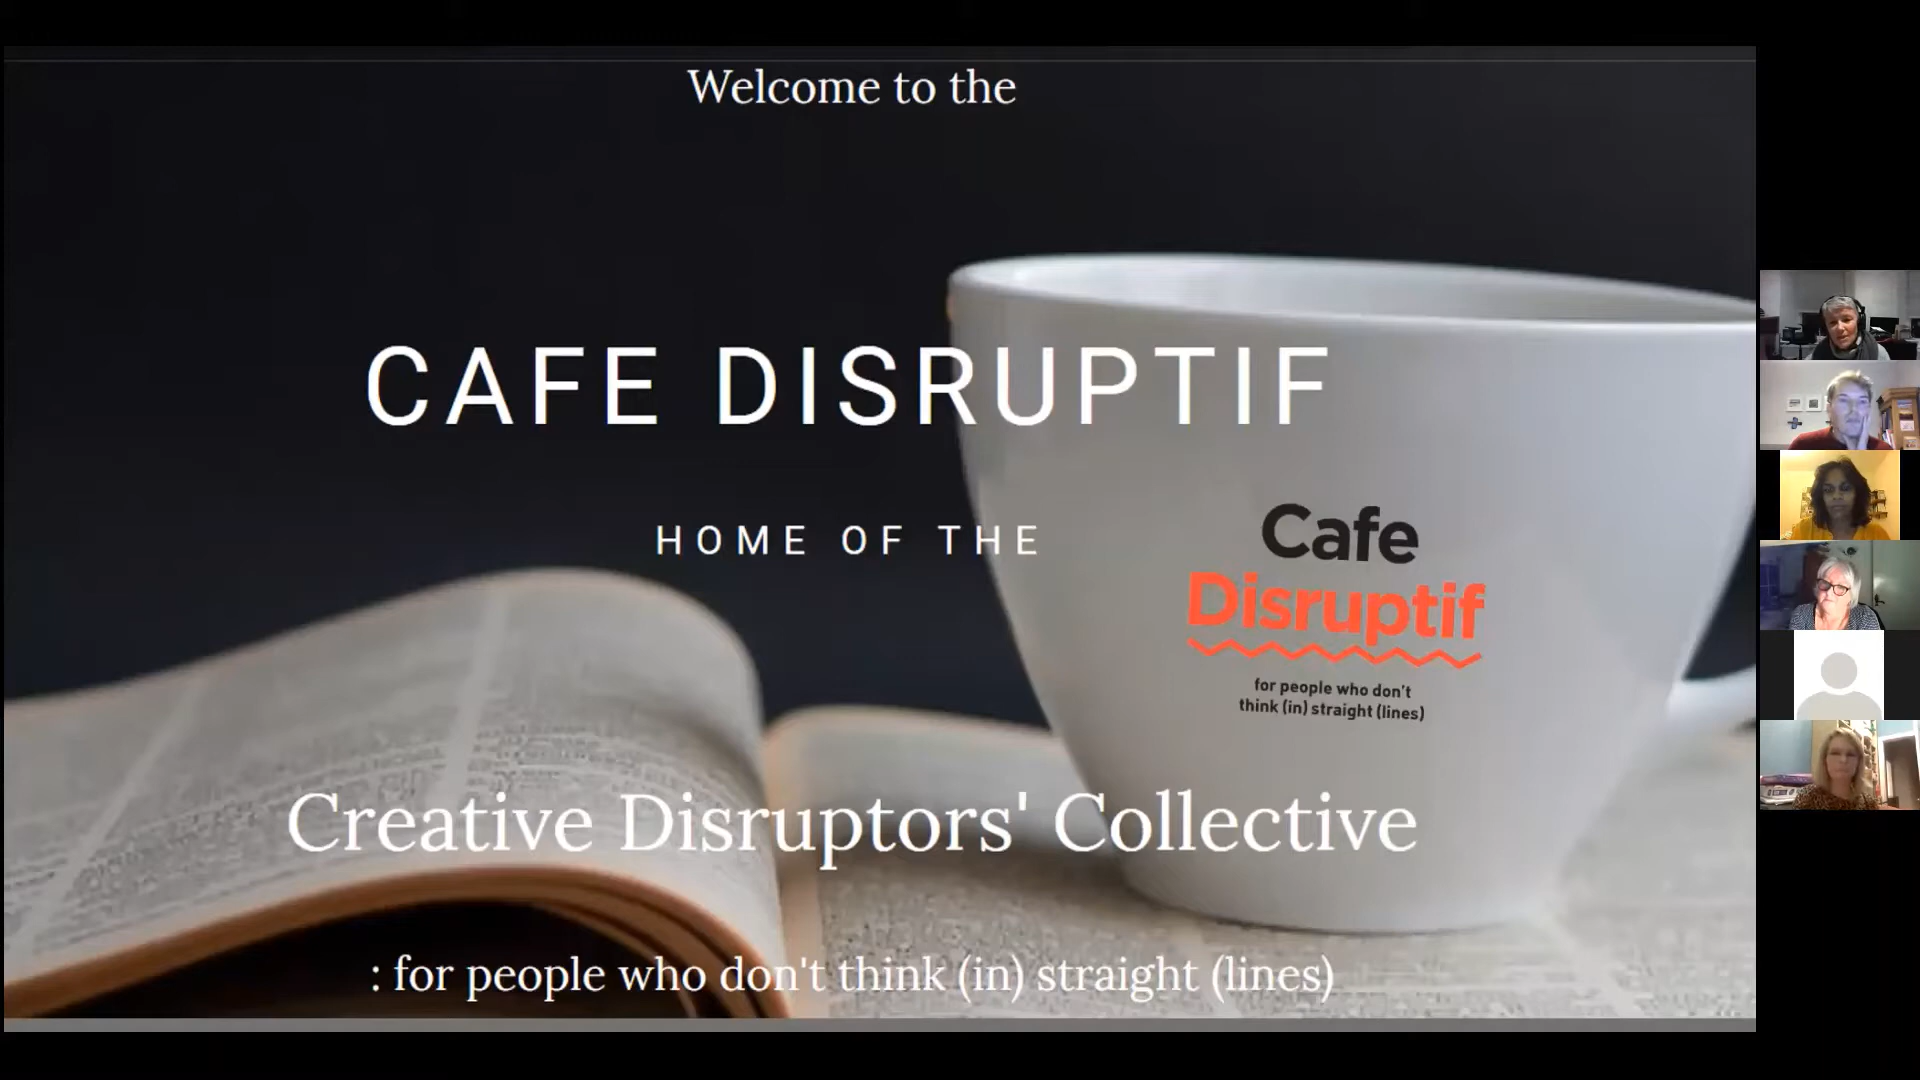 Welcome to the
CAFE DISRUPTIF
HOME OF THE
Cafe
Disruptif
for people who don't
think (in) straight (lines)
Creative Disruptors' Collective
: for people who don't think (in) straight (lines)